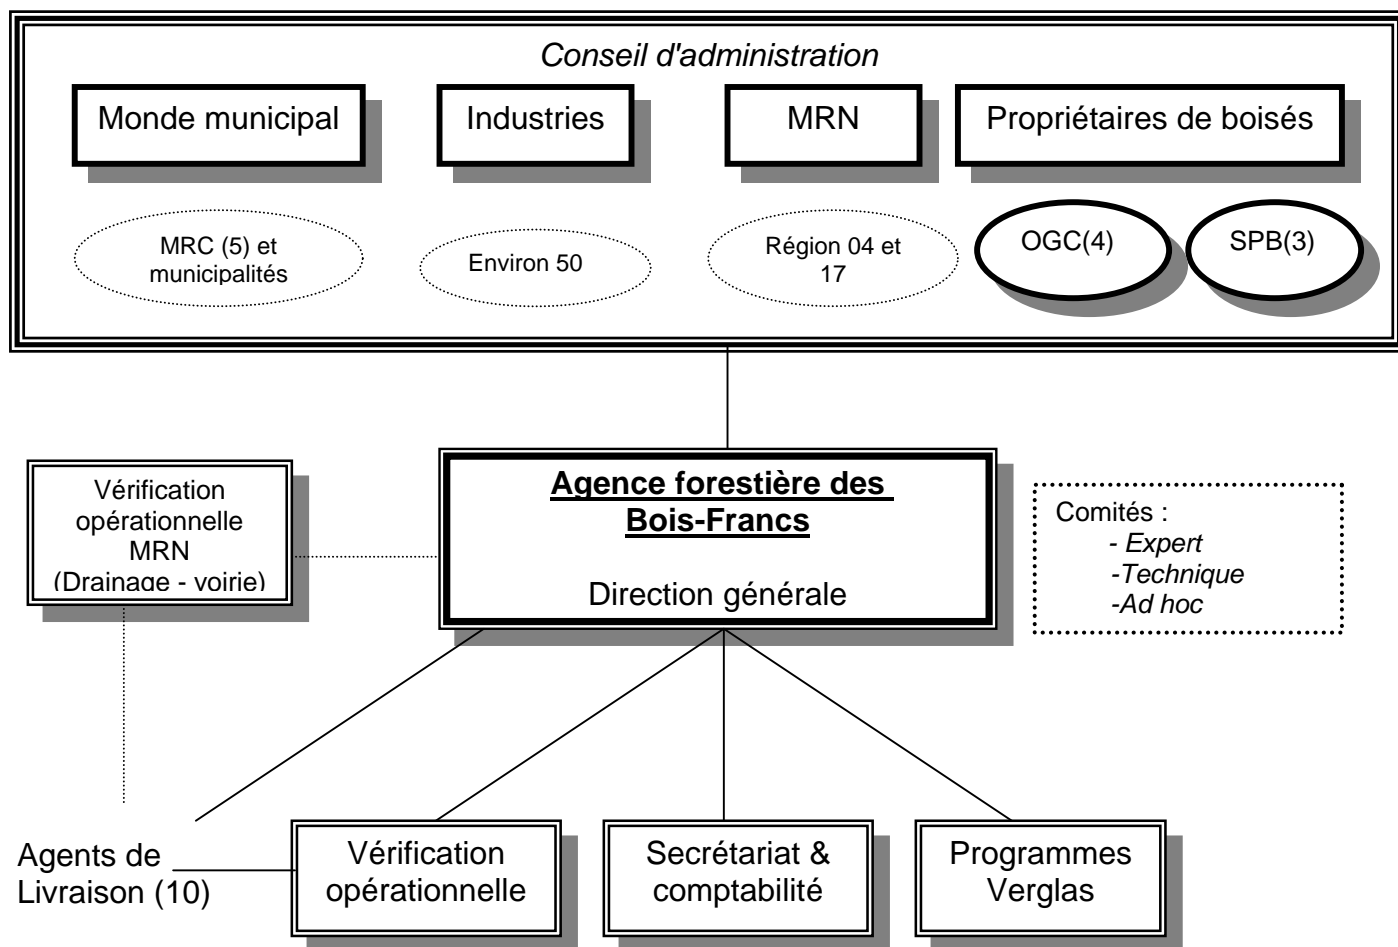 Conseil d'administration
Monde municipal
Industries
MRN
Propriétaires de boisés
MRC (5) et
municipalités
Environ 50
Région 04 et
17
OGC(4)
SPB(3)
Vérification
opérationnelle
MRN
(Drainage - voirie)
Agence forestière des
Bois-Francs
Direction générale
Comités :
- Expert
-Technique
-Ad hoc
Agents de
Livraison (10)
Vérification
opérationnelle
Secrétariat &
comptabilité
Programmes
Verglas